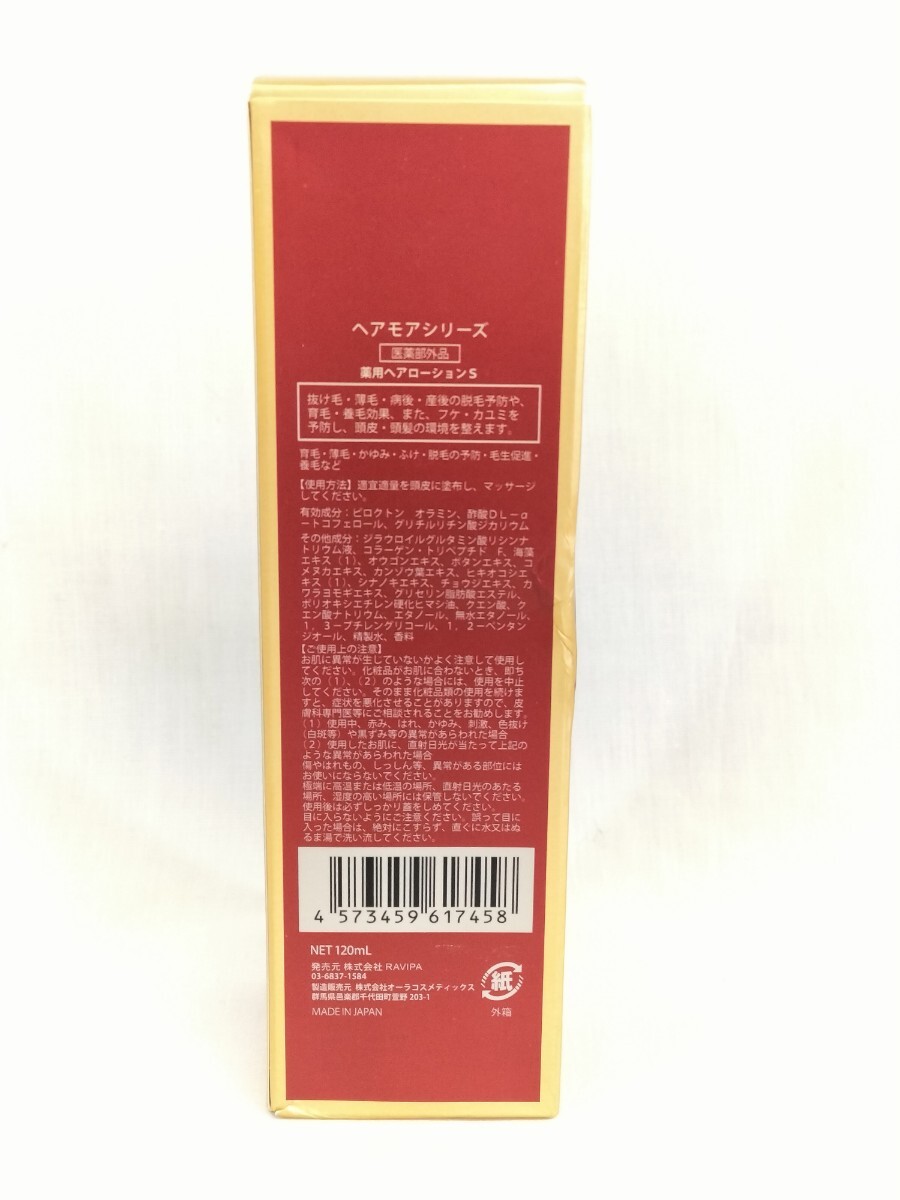 ヘアモアシリーズ
医薬部外品
薬用ヘアローションS
抜け毛・薄毛・病後・産後の脱毛予防や、
育毛・養毛効果、また、フケ・カユミを
予防し、頭皮・頭髪の環境を整えます。
育毛・薄毛・かゆみ・ふけ・脱毛の予防・毛生促進・
養毛など
【使用方法】適宜適量を頭皮に塗布し、マッサージ
してください。
有効成分：ピロクトン オラミン、酢酸DL－α
ートコフェロール、グリチルリチン酸ジカリウム
その他成分：ジラウロイルグルタミン酸リシンナ
トリウム液、コラーゲン・トリペプチド F、海藻
エキス（1）、オウゴンエキス、ボタンエキス、コ
メヌカエキス、カンゾウ葉エキス、ヒキオコシエ
キス（1）、シナノキエキス、チョウジエキス、カ
ワラヨモギエキス、グリセリン脂肪酸エステル、
ポリオキシエチレン硬化ヒマシ油、クエン酸、ク
エン酸ナトリウム、エタノール、無水エタノール、
1，3－ブチレングリコール、1，2－ペンタン
ジオール、精製水、香料
【ご使用上の注意】
お肌に異常が生じていないかよく注意して使用し
てください。化粧品がお肌に合わないとき、即ち
次の（1）、（2）のような場合には、使用を中止
してください。そのまま化粧品類の使用を続けま
すと、症状を悪化させることがありますので、皮
膚科専門医等にご相談されることをお勧めします。
（1）使用中、赤み、はれ、かゆみ、刺激、色抜け
（白斑等）や黒ずみ等の異常があらわれた場合
（2）使用したお肌に、直射日光が当たって上記の
ような異常があらわれた場合
傷やはれもの、しっしん等、異常がある部位には
お使いにならないでください。
極端に高温または低温の場所、直射日光のあたる
場所、湿度の高い場所には保管しないでください。
使用後は必ずしっかり蓋をしめてください。
目に入らないようにご注意ください。誤って目に
入った場合は、絶対にこすらず、直ぐに水又はぬ
るま湯で洗い流してください。
4 573459 617458
NET 120mL
発売元 株式会社 RAVIPA
03-6837-1584
製造販売元 株式会社オーラコスメティックス
群馬県邑楽郡千代田町萱野 203-1
MADE IN JAPAN
紙
外箱